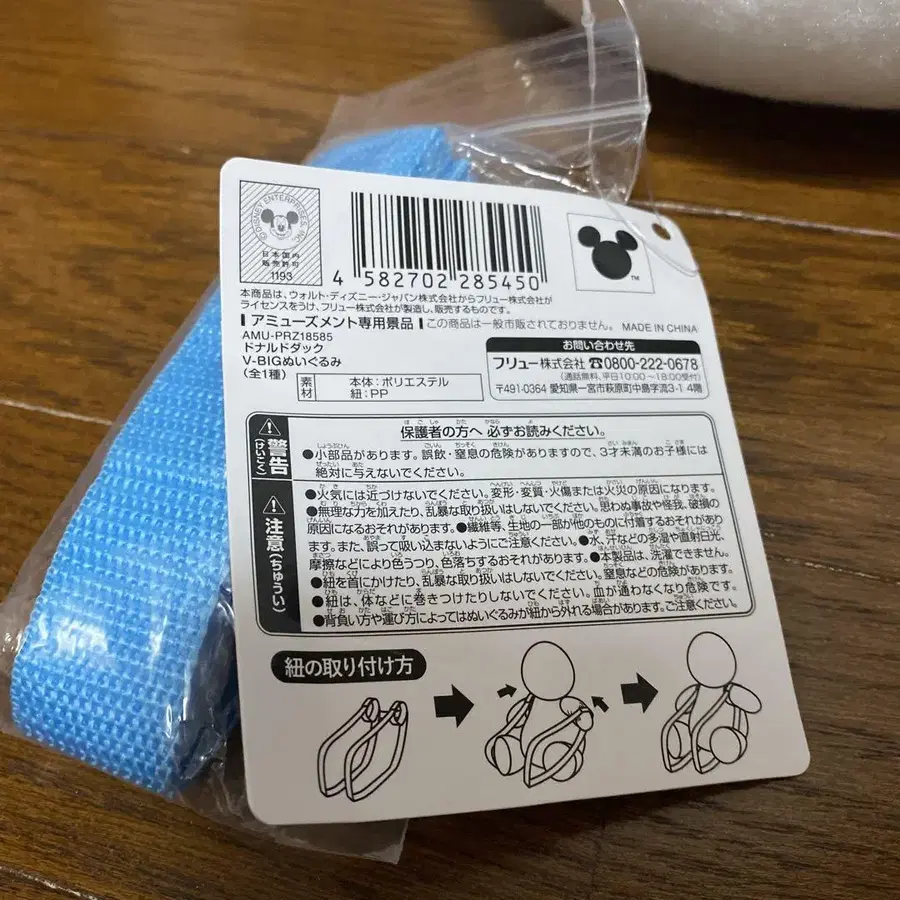 © DISNEY ENTERPRISES, INC.
日本国内
販売許可
1193
4 582702 285450
TM
本商品は、ウォルト・ディズニー・ジャパン株式会社からフリュー株式会社が
ライセンスをうけ、フリュー株式会社が製造し、販売するものです。
アミューズメント専用景品 この商品は一般市販されておりません。 MADE IN CHINA
AMU-PRZ18585
ドナルドダック
V-BIGぬいぐるみ
(全1種)
素材
本体:ポリエステル
紐:PP
お問い合わせ先
フリュー株式会社 ☎0800-222-0678
(通話無料、平日10:00~18:00受付)
〒491-0364 愛知県一宮市萩原町中島字流3-1 4階
警告
(けいこく)
保護者の方へ 必ずお読みください。
●小部品があります。誤飲・窒息の危険がありますので、3才未満のお子様には
絶対に与えないでください。
注意(ちゅうい)
●火気には近づけないでください。変形・変質・火傷または火災の原因になります。
●無理な力を加えたり、乱暴な取り扱いはしないでください。思わぬ事故や怪我、破損の
原因になるおそれがあります。●繊維等、生地の一部が他のものに付着するおそれがあり
ます。また、誤って吸い込まないようにご注意ください。●水、汗などの多湿や直射日光、
摩擦などにより色うつり、色落ちするおそれがあります。●本製品は、洗濯できません。
●紐を首にかけたり、乱暴な取り扱いはしないでください。窒息などの危険があります。
●紐は、体などに巻きつけたりしないでください。血が通わなくなり危険です。
●背負い方や運び方によってはぬいぐるみが紐から外れる場合があります。ご注意ください。
紐の取り付け方